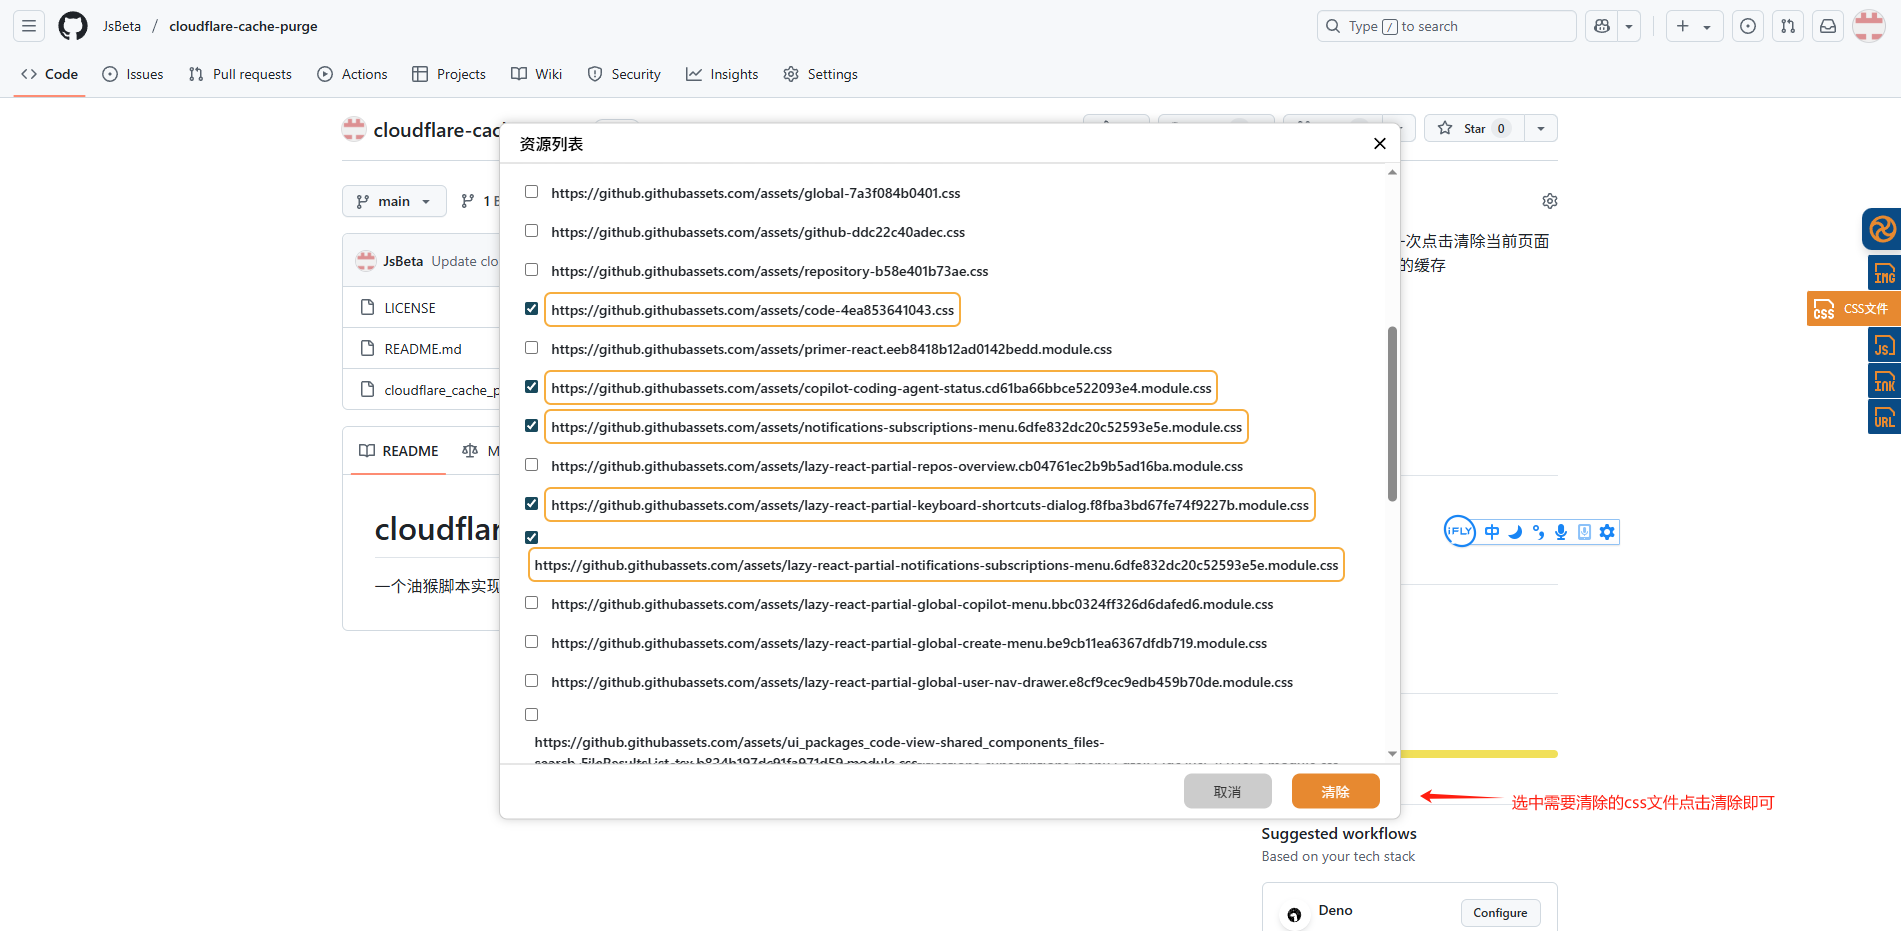 JsBeta / cloudflare-cache-purge
Type / to search
Code
Issues
Pull requests
Actions
Projects
Wiki
Security
Insights
Settings
cloudflare-cac
Star 0
资源列表
https://github.githubassets.com/assets/global-7a3f084b0401.css
https://github.githubassets.com/assets/github-ddc22c40adec.css
https://github.githubassets.com/assets/repository-b58e401b73ae.css
https://github.githubassets.com/assets/code-4ea853641043.css
https://github.githubassets.com/assets/primer-react.eeb8418b12ad0142bedd.module.css
https://github.githubassets.com/assets/copilot-coding-agent-status.cd61ba66bbce522093e4.module.css
https://github.githubassets.com/assets/notifications-subscriptions-menu.6dfe832dc20c52593e5e.module.css
https://github.githubassets.com/assets/lazy-react-partial-repos-overview.cb04761ec2b9b5ad16ba.module.css
https://github.githubassets.com/assets/lazy-react-partial-keyboard-shortcuts-dialog.f8fba3bd67fe74f9227b.module.css
https://github.githubassets.com/assets/lazy-react-partial-notifications-subscriptions-menu.6dfe832dc20c52593e5e.module.css
https://github.githubassets.com/assets/lazy-react-partial-global-copilot-menu.bbc0324ff326d6dafed6.module.css
https://github.githubassets.com/assets/lazy-react-partial-global-create-menu.be9cb11ea6367dfdb719.module.css
https://github.githubassets.com/assets/lazy-react-partial-global-user-nav-drawer.e8cf9cec9edb459b70de.module.css
https://github.githubassets.com/assets/ui_packages_code-view-shared_components_files-
取消
清除
main
1
JsBeta Update clo
LICENSE
README.md
cloudflare_cache_p
README
M
cloudflar
一个油猴脚本实现
次点击清除当前页面
的缓存
IMG
CSS CSS文件
JS
INK
URL
iFLY 中
选中需要清除的css文件点击清除即可
Suggested workflows
Based on your tech stack
Deno
Configure